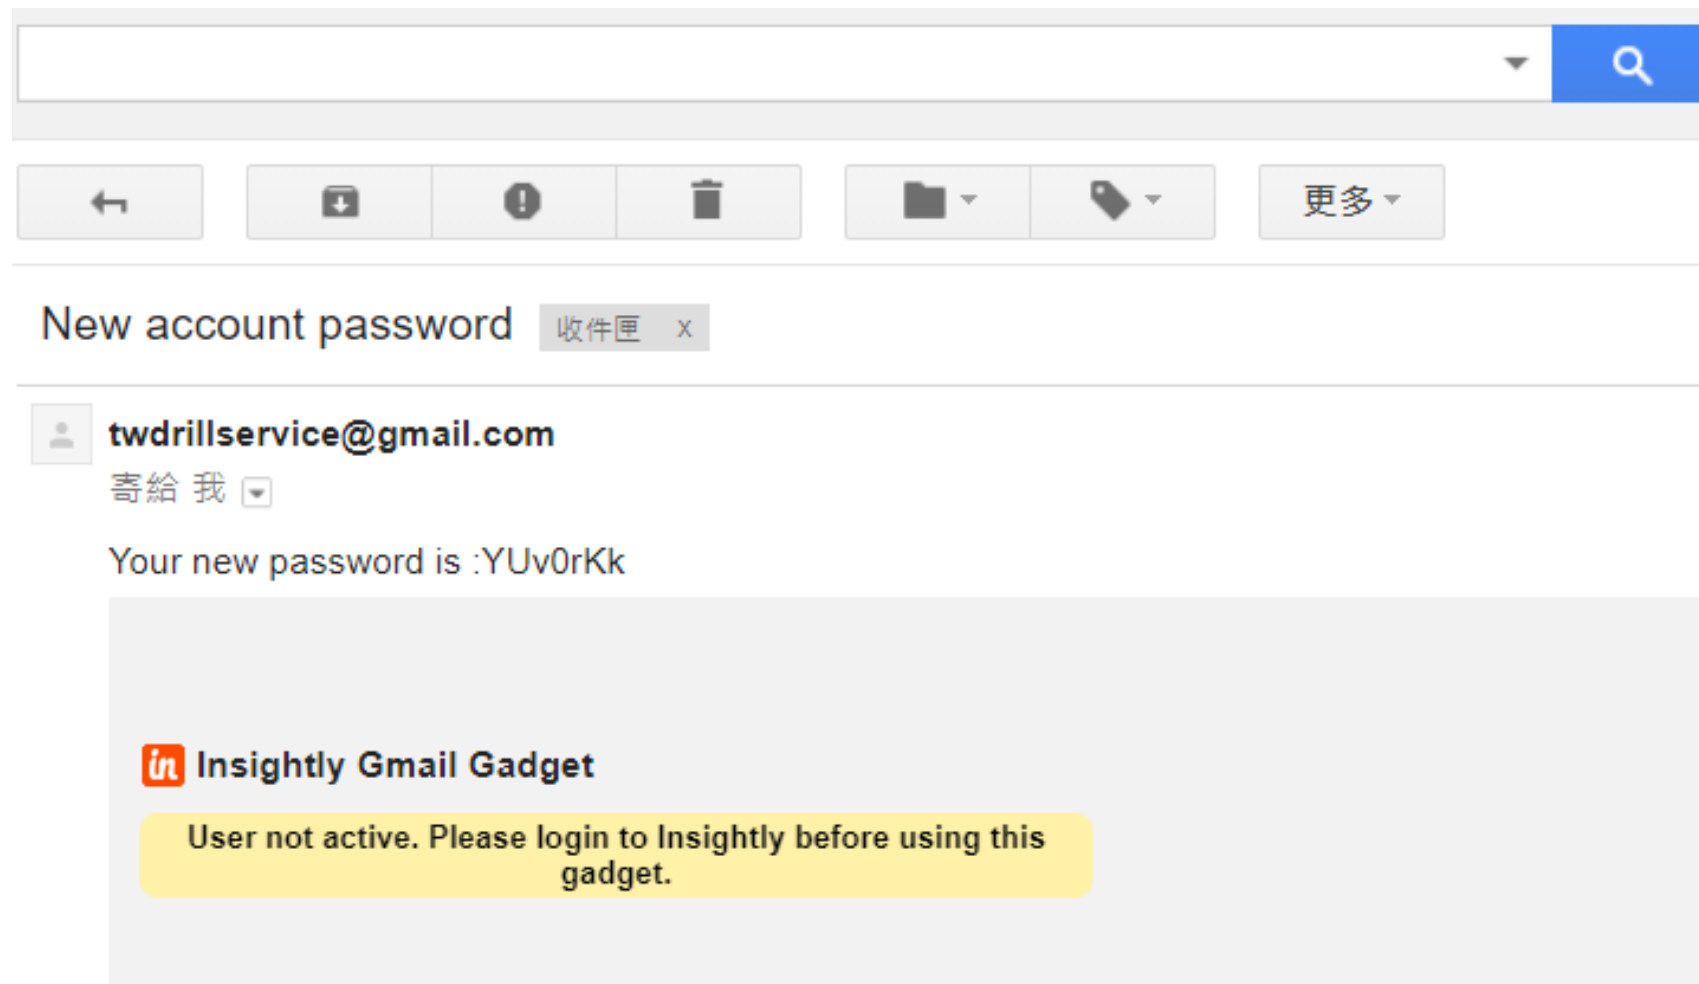 更多
New account password 收件匣 x
twdrillservice@gmail.com
寄給 我
Your new password is :YUv0rKk
in Insightly Gmail Gadget
User not active. Please login to Insightly before using this
gadget.